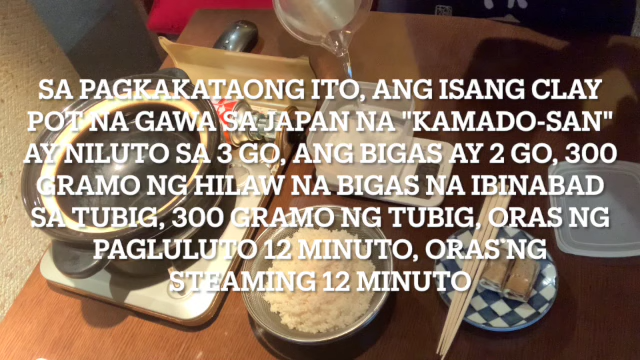 SA PAGKAKATAONG ITO, ANG ISANG CLAY
POT NA GAWA SA JAPAN NA "KAMADO-SAN"
AY NILUTO SA 3 GO, ANG BIGAS AY 2 GO, 300
GRAMO NG HILAW NA BIGAS NA IBINABAD
SA TUBIG, 300 GRAMO NG TUBIG, ORAS NG
PAGLULUTO 12 MINUTO, ORAS NG
STEAMING 12 MINUTO